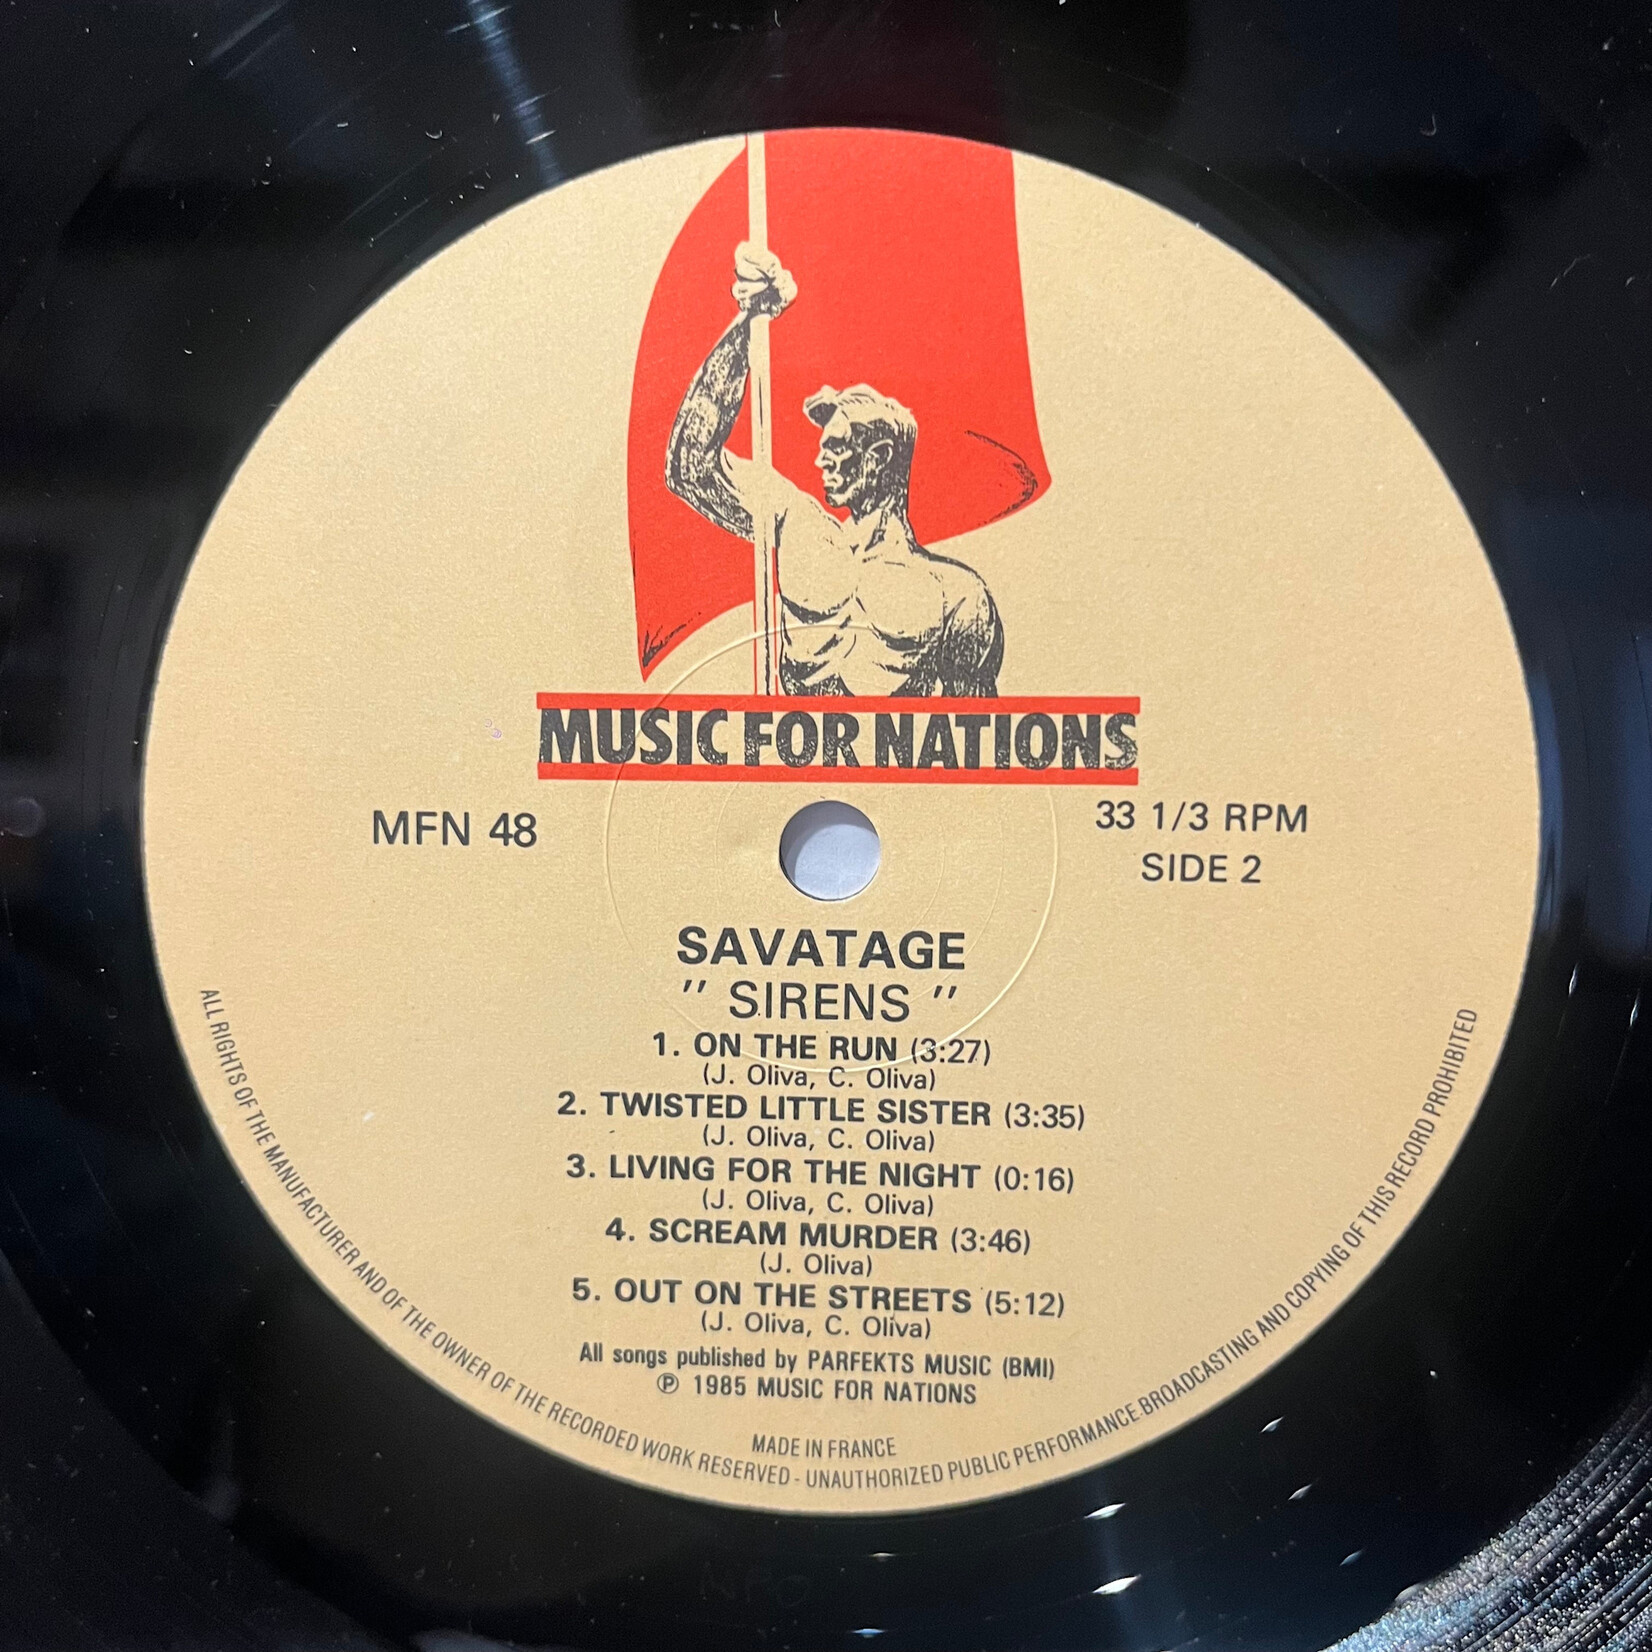 MUSIC FOR NATIONS
MFN 48
33 1/3 RPM
SIDE 2
SAVATAGE
" SIRENS "
1. ON THE RUN (3:27)
(J. Oliva, C. Oliva)
2. TWISTED LITTLE SISTER (3:35)
(J. Oliva, C. Oliva)
3. LIVING FOR THE NIGHT (0:16)
(J. Oliva, C. Oliva)
4. SCREAM MURDER (3:46)
(J. Oliva)
5. OUT ON THE STREETS (5:12)
(J. Oliva, C. Oliva)
All songs published by PARFEKTS MUSIC (BMI)
℗ 1985 MUSIC FOR NATIONS
MADE IN FRANCE
ALL RIGHTS OF THE MANUFACTURER AND OF THE OWNER OF THE RECORDED WORK RESERVED - UNAUTHORIZED PUBLIC PERFORMANCE-BROADCASTING AND COPYING OF THIS RECORD PROHIBITED